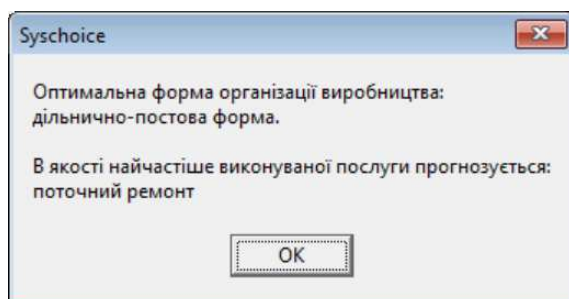 Syschoice
Оптимальна форма організації виробництва:
дільнично-постова форма.
В якості найчастіше виконуваної послуги прогнозується:
поточний ремонт
OK